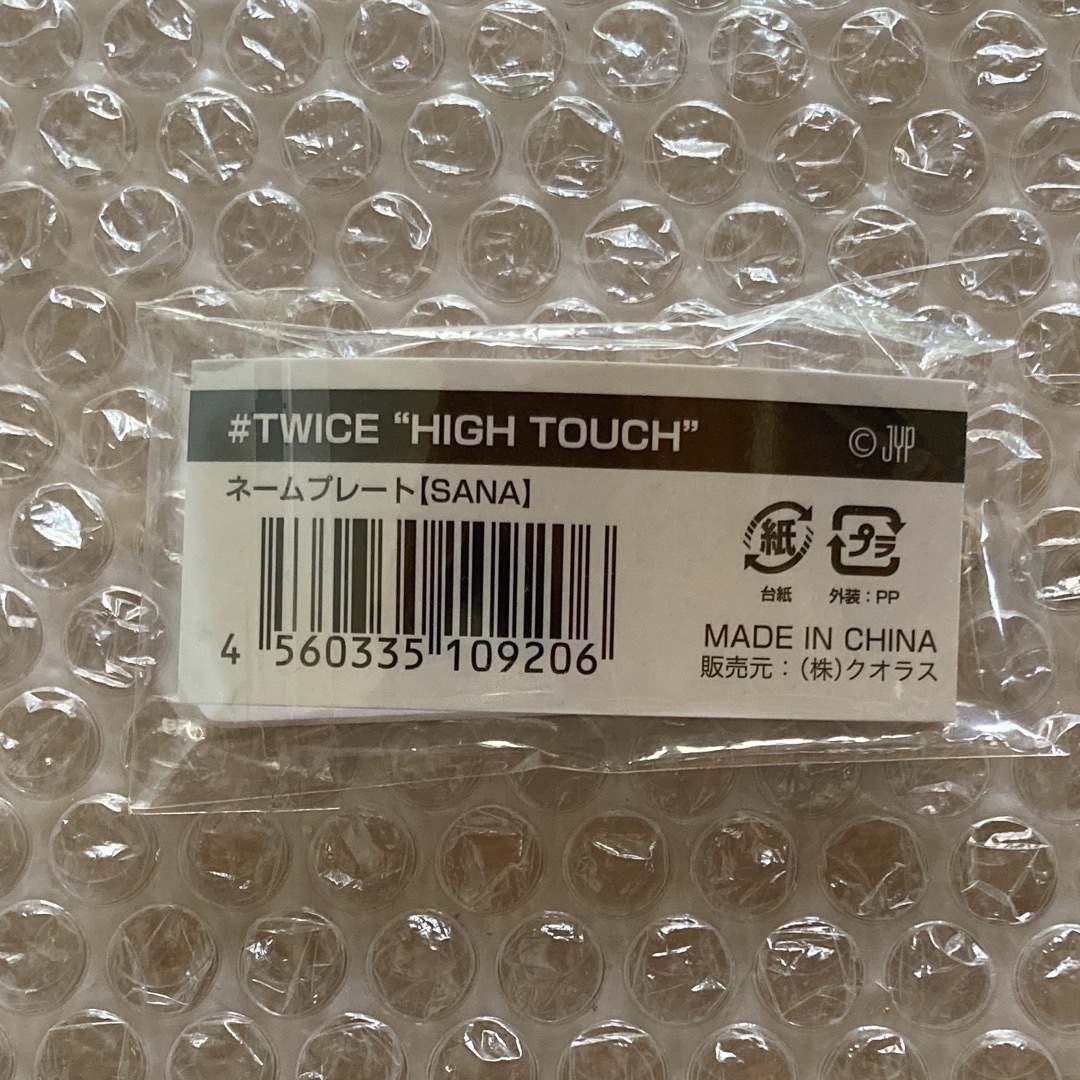 #TWICE “HIGH TOUCH”
© JYP
ネームプレート【SANA】
4 560335 109206
紙
プラ
台紙
外装：PP
MADE IN CHINA
販売元：(株)クオラス